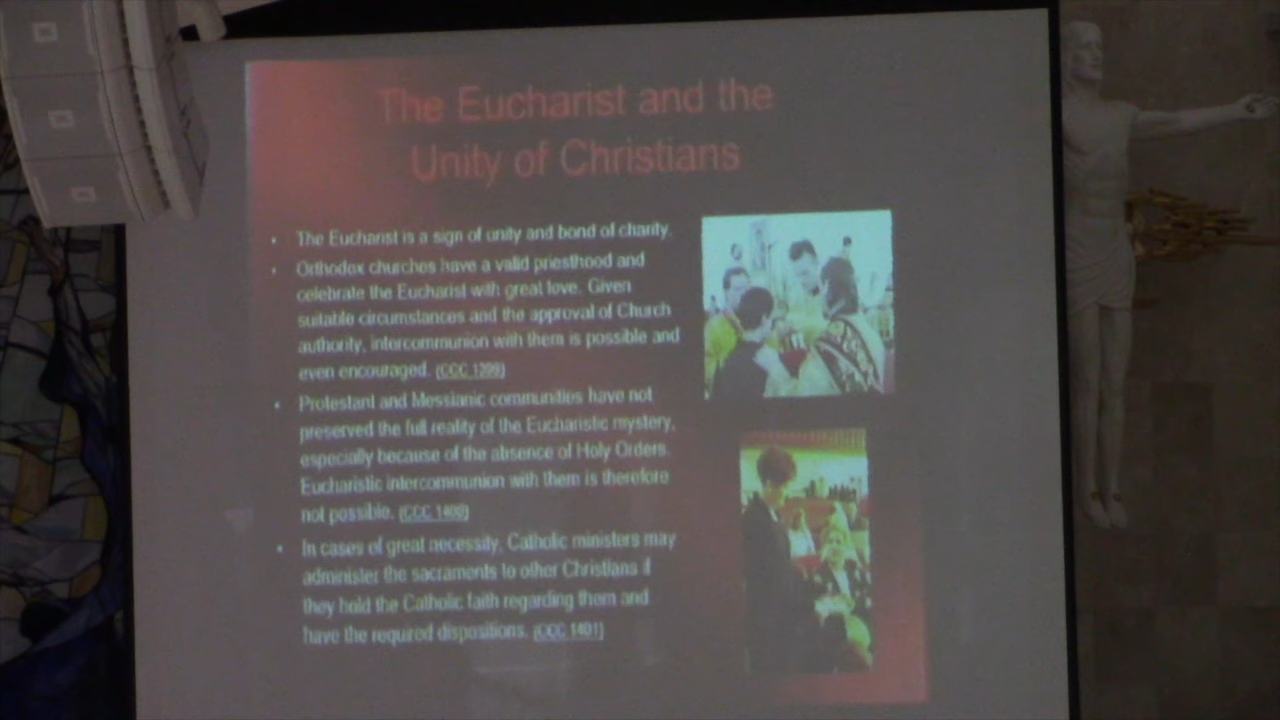 The Eucharist and the
Unity of Christians
• The Eucharist is a sign of unity and bond of charity.
• Orthodox churches have a valid priesthood and
celebrate the Eucharist with great love. Given
suitable circumstances and the approval of Church
authority, intercommunion with them is possible and
even encouraged. (CCC 1399)
• Protestant and Messianic communities have not
preserved the full reality of the Eucharistic mystery,
especially because of the absence of Holy Orders.
Eucharistic intercommunion with them is therefore
not possible. (CCC 1400)
• In cases of great necessity, Catholic ministers may
administer the sacraments to other Christians if
they hold the Catholic faith regarding them and
have the required dispositions. (CCC 1401)